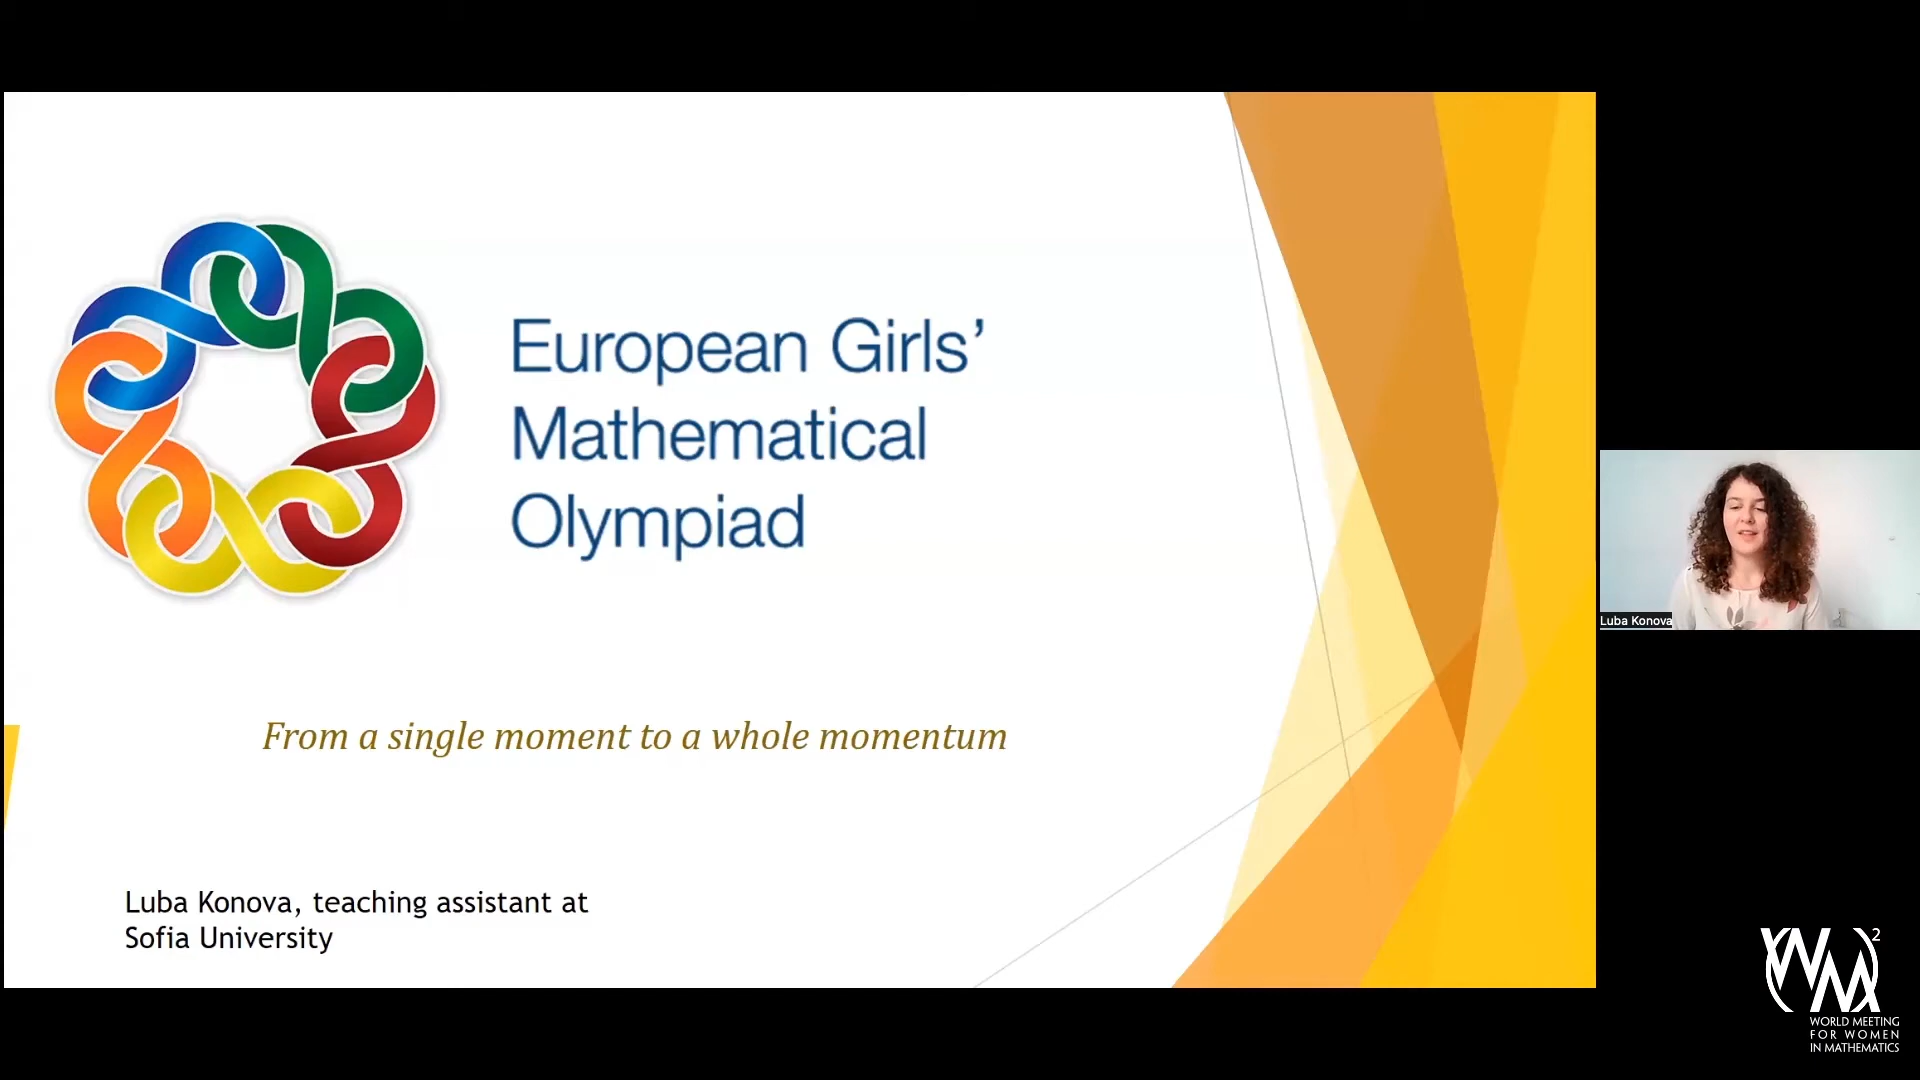 European Girls’
Mathematical
Olympiad
From a single moment to a whole momentum
Luba Konova, teaching assistant at
Sofia University
Luba Konova
WM²
WORLD MEETING
FOR WOMEN
IN MATHEMATICS